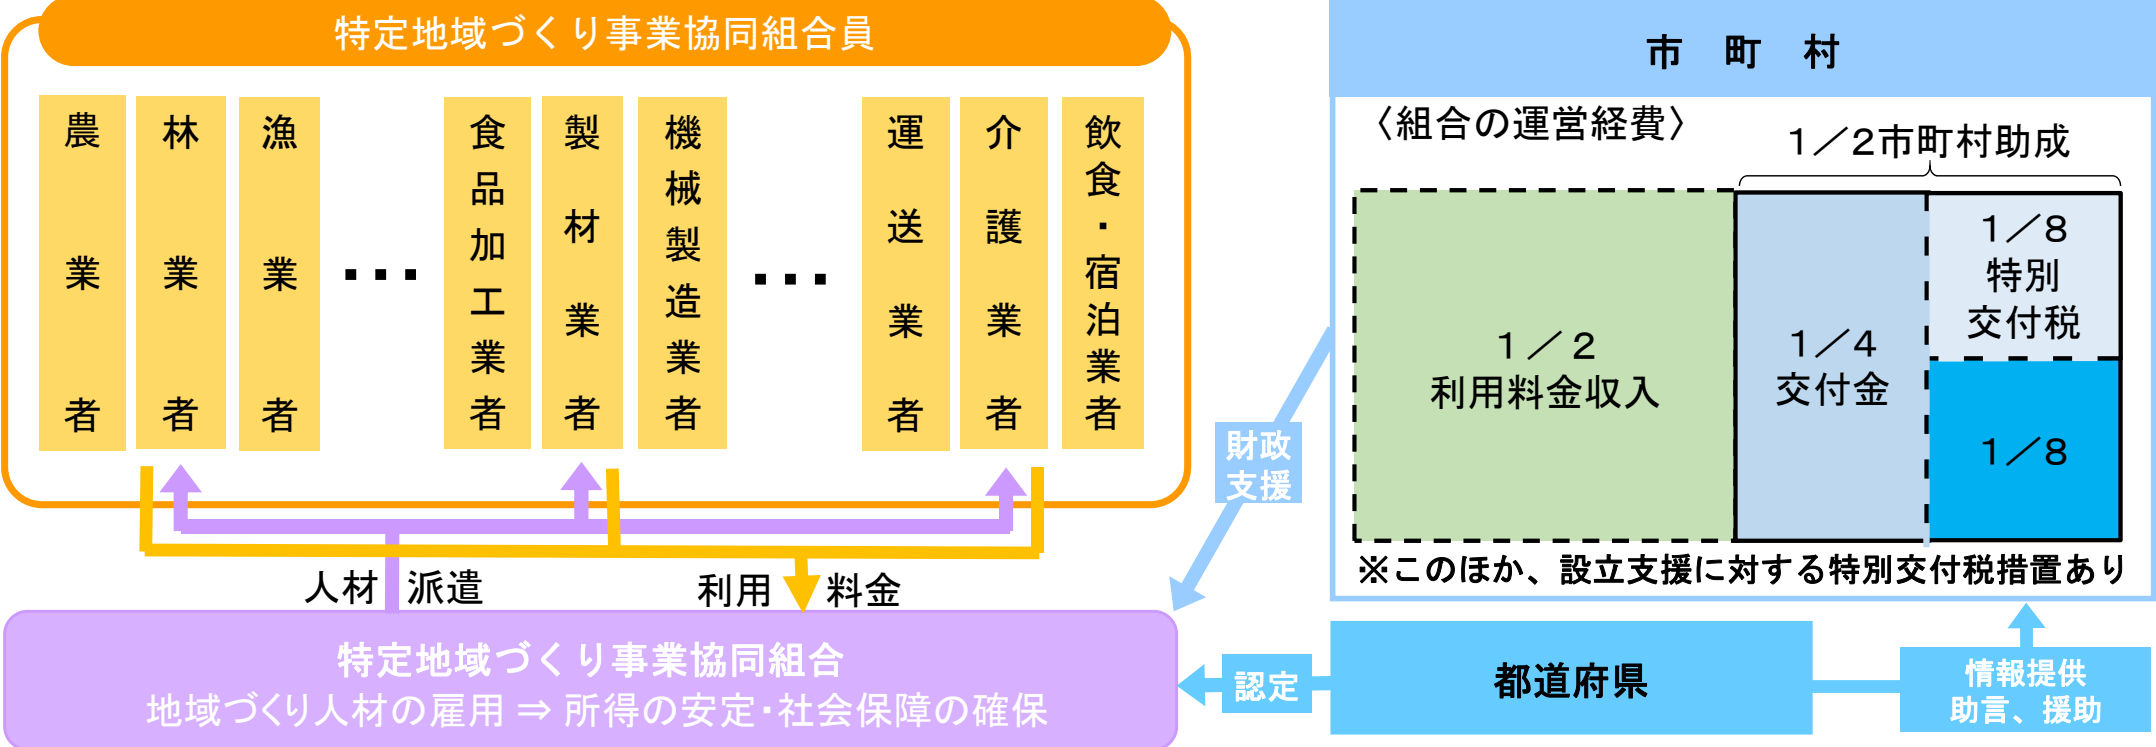 特定地域づくり事業協同組合員
農業者
林業者
漁業者
・・・
食品加工業者
製材業者
機械製造業者
・・・
運送業者
介護業者
飲食・宿泊業者
人材派遣
利用料金
特定地域づくり事業協同組合
地域づくり人材の雇用 ⇒ 所得の安定・社会保障の確保
市 町 村
〈組合の運営経費〉
1/2市町村助成
1/2
利用料金収入
1/4
交付金
1/8
特別
交付税
1/8
※このほか、設立支援に対する特別交付税措置あり
財政
支援
認定
都道府県
情報提供
助言、援助